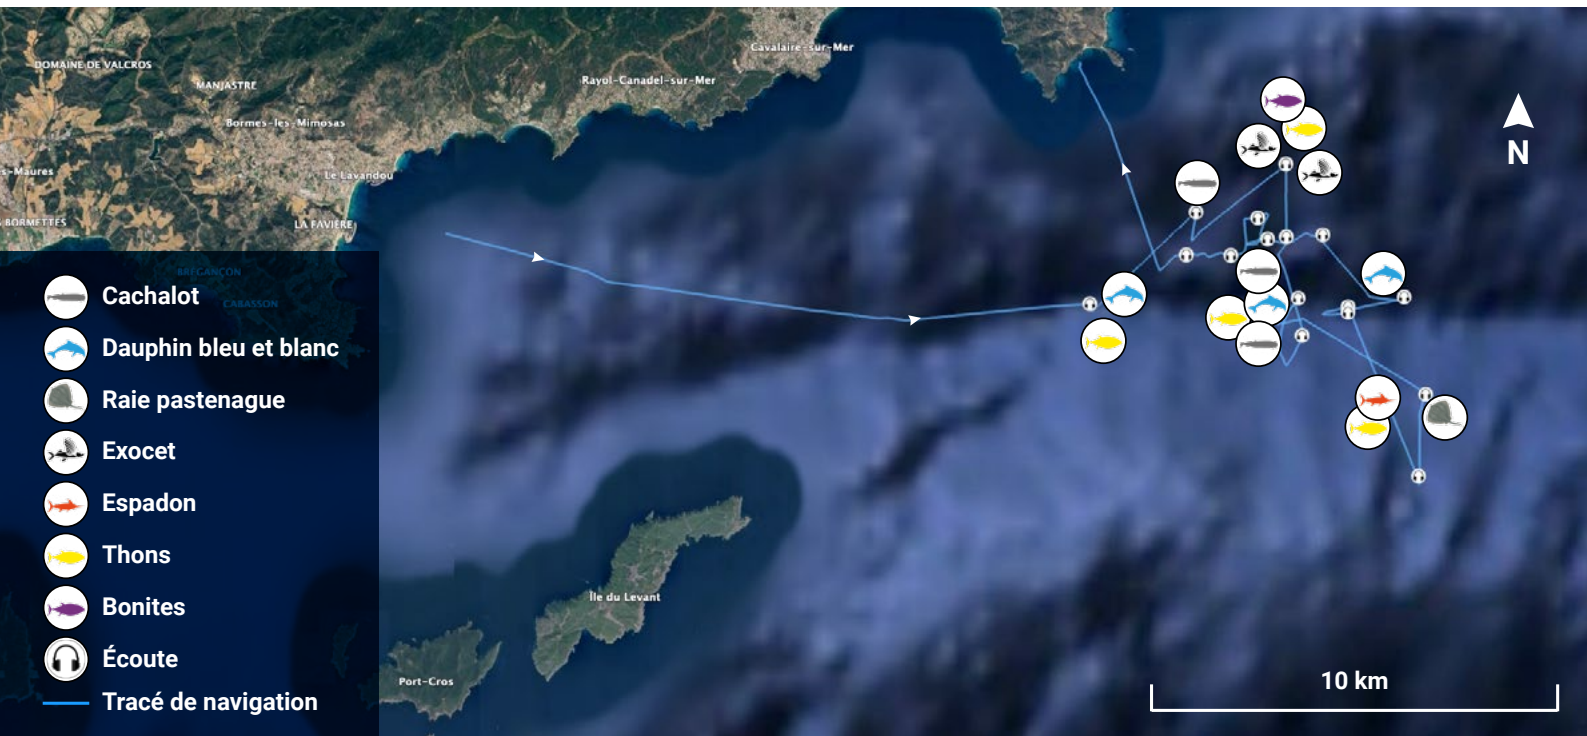 Cavalaire-sur-Mer
DOMAINE DE VALCROS
Rayol-Canadel-sur-Mer
MANJASTRE
Bormes-les-Mimosas
N
s-Maures
Le Lavandou
BORMETTES
LA FAVIÈRE
BRÉGANÇON
Cachalot
CABASSON
Dauphin bleu et blanc
Raie pastenague
Exocet
Espadon
Thons
Île du Levant
Bonites
Écoute
Port-Cros
10 km
Tracé de navigation